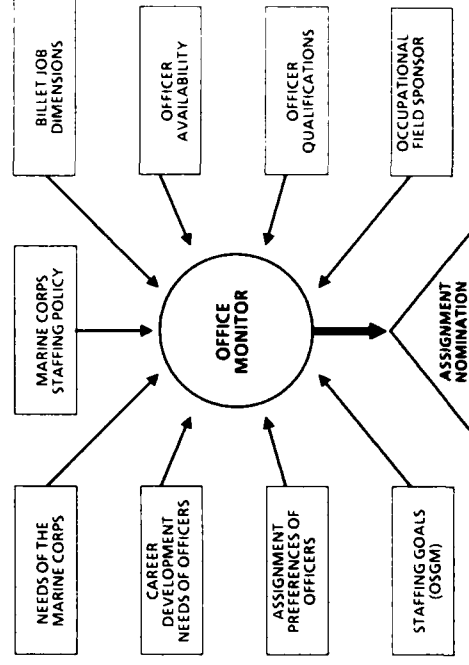 NEEDS OF THE
MARINE CORPS
MARINE CORPS
STAFFING POLICY
BILLET JOB
DIMENSIONS
CAREER
DEVELOPMENT
NEEDS OF OFFICERS
OFFICER
AVAILABILITY
OFFICE
MONITOR
ASSIGNMENT
PREFERENCES OF
OFFICERS
OFFICER
QUALIFICATIONS
STAFFING GOALS
(OSGM)
OCCUPATIONAL
FIELD SPONSOR
ASSIGNMENT
NOMINATION